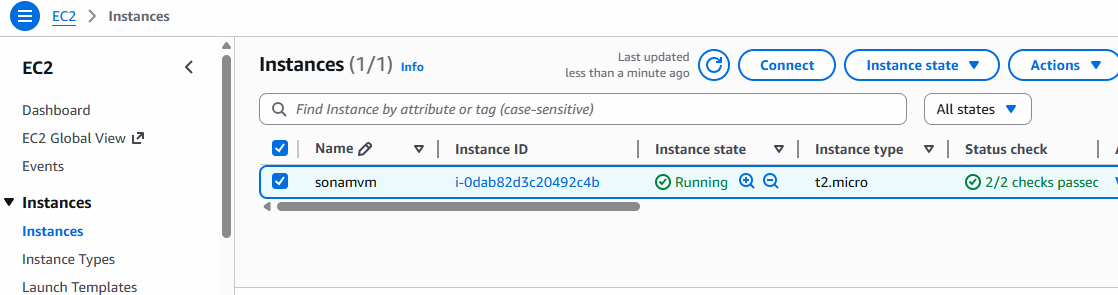 EC2 > Instances
EC2
Dashboard
EC2 Global View
Events
Instances
Instances
Instance Types
Launch Templates
Instances (1/1) Info
Last updated
less than a minute ago
Connect
Instance state
Actions
Find Instance by attribute or tag (case-sensitive)
All states
Name Instance ID Instance state Instance type Status check
sonamvm i-0dab82d3c20492c4b Running t2.micro 2/2 checks passed